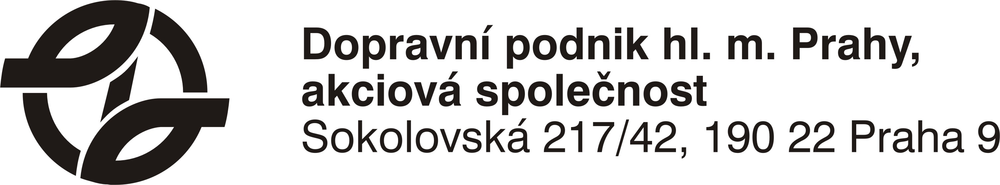 Dopravní podnik hl. m. Prahy,
akciová společnost
Sokolovská 217/42, 190 22 Praha 9